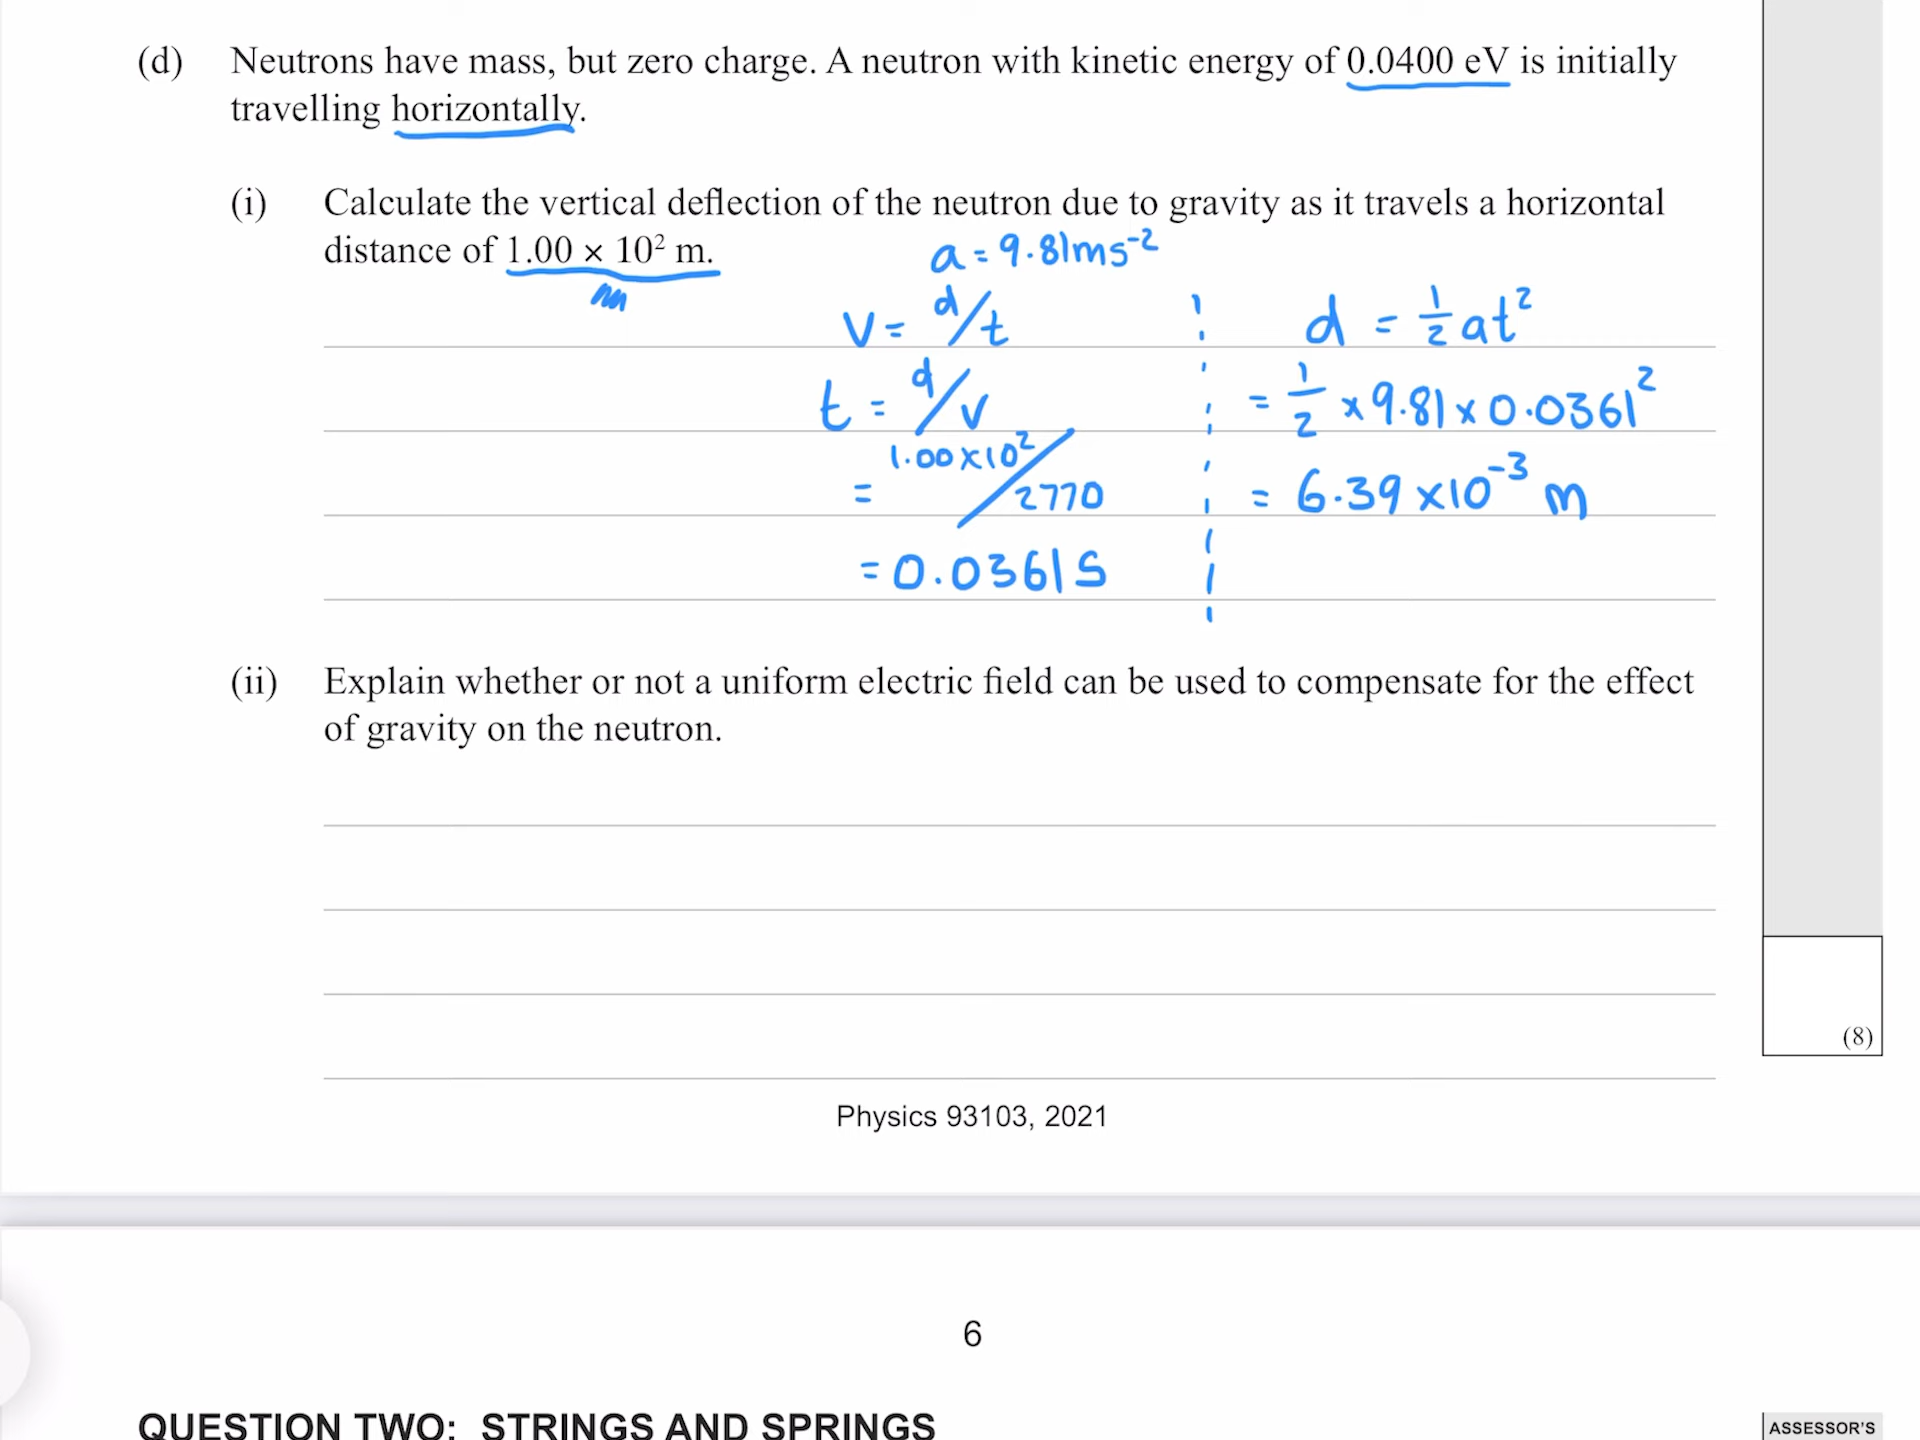 (d) Neutrons have mass, but zero charge. A neutron with kinetic energy of 0.0400 eV is initially
travelling horizontally.
(i) Calculate the vertical deflection of the neutron due to gravity as it travels a horizontal
distance of 1.00 × 10² m.
a = 9.81ms⁻²
v = d/t
t = d/v
= 1.00×10²/2770
= 0.0361s
d = ½at²
= ½ × 9.81 × 0.0361²
= 6.39 ×10⁻³ m
(ii) Explain whether or not a uniform electric field can be used to compensate for the effect
of gravity on the neutron.
(8)
Physics 93103, 2021
6
QUESTION TWO: STRINGS AND SPRINGS
ASSESSOR'S